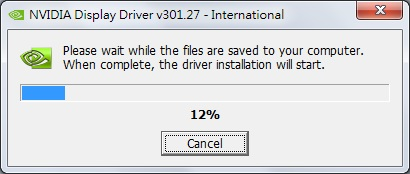 NVIDIA Display Driver v301.27 - International
Please wait while the files are saved to your computer.
When complete, the driver installation will start.
12%
Cancel